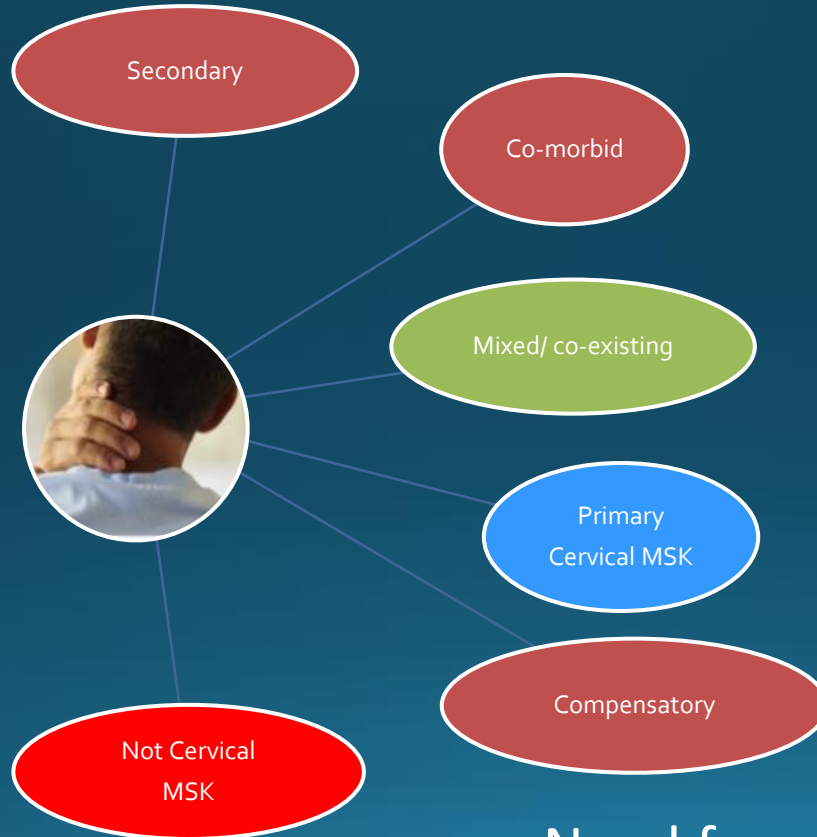 Secondary
Co-morbid
Mixed/ co-existing
Primary
Cervical MSK
Compensatory
Not Cervical
MSK